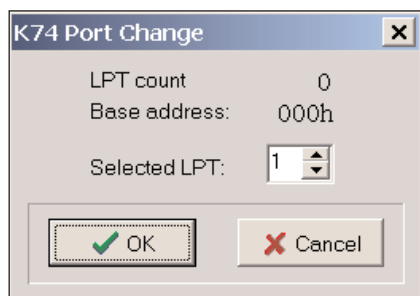 K74 Port Change
LPT count 0
Base address: 000h
Selected LPT: 1
OK Cancel